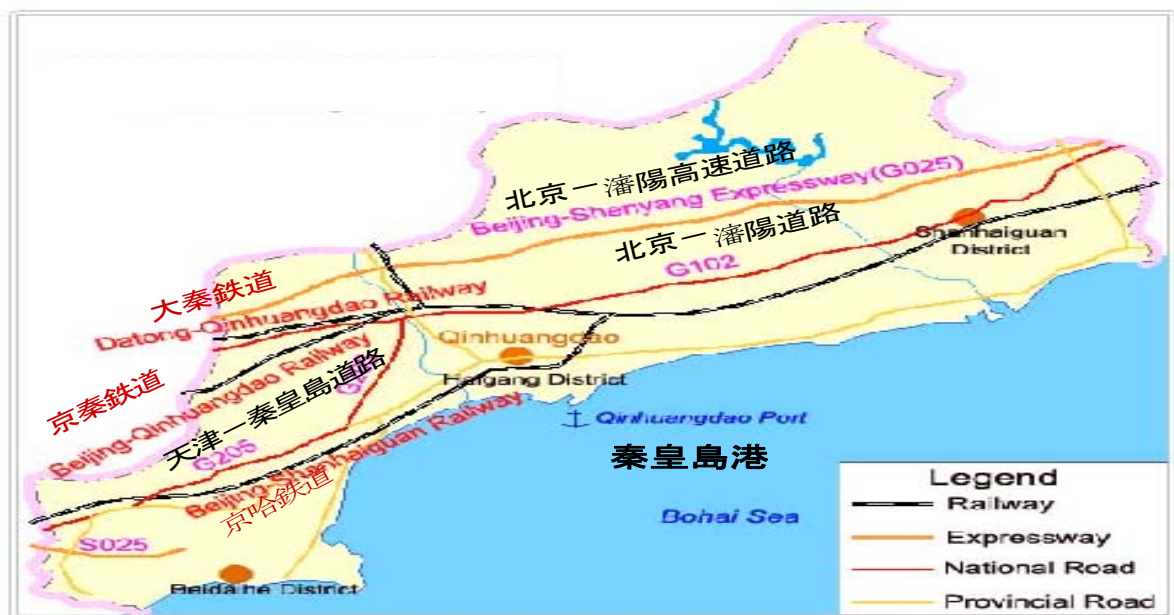 北京－瀋陽高速道路
Beijing-Shenyang Expressway(G025)
北京－瀋陽道路
G102
Shanhaiguan
District
大秦鉄道
Datong-Qinhuangdao Railway
Qinhuangdao
Haigang District
京秦鉄道
Beijing-Qinhuangdao Railway
天津－秦皇島道路
G205
Beijing-Shanhaiguan Railway
京哈鉄道
Qinhuangdao Port
秦皇島港
Bohai Sea
S025
Beidaihe District
Legend
Railway
Expressway
National Road
Provincial Road